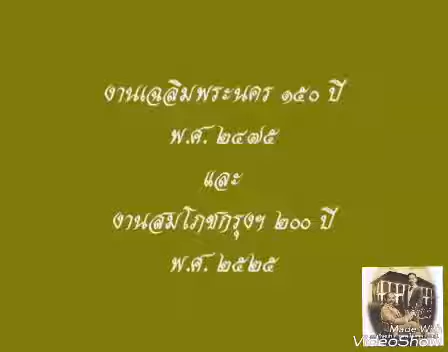 งานเฉลิมพระนคร ๑๕๐ ปี
พ.ศ. ๒๔๗๕
และ
งานสมโภชกรุงฯ ๒๐๐ ปี
พ.ศ. ๒๕๒๕
Made With
VideoShow